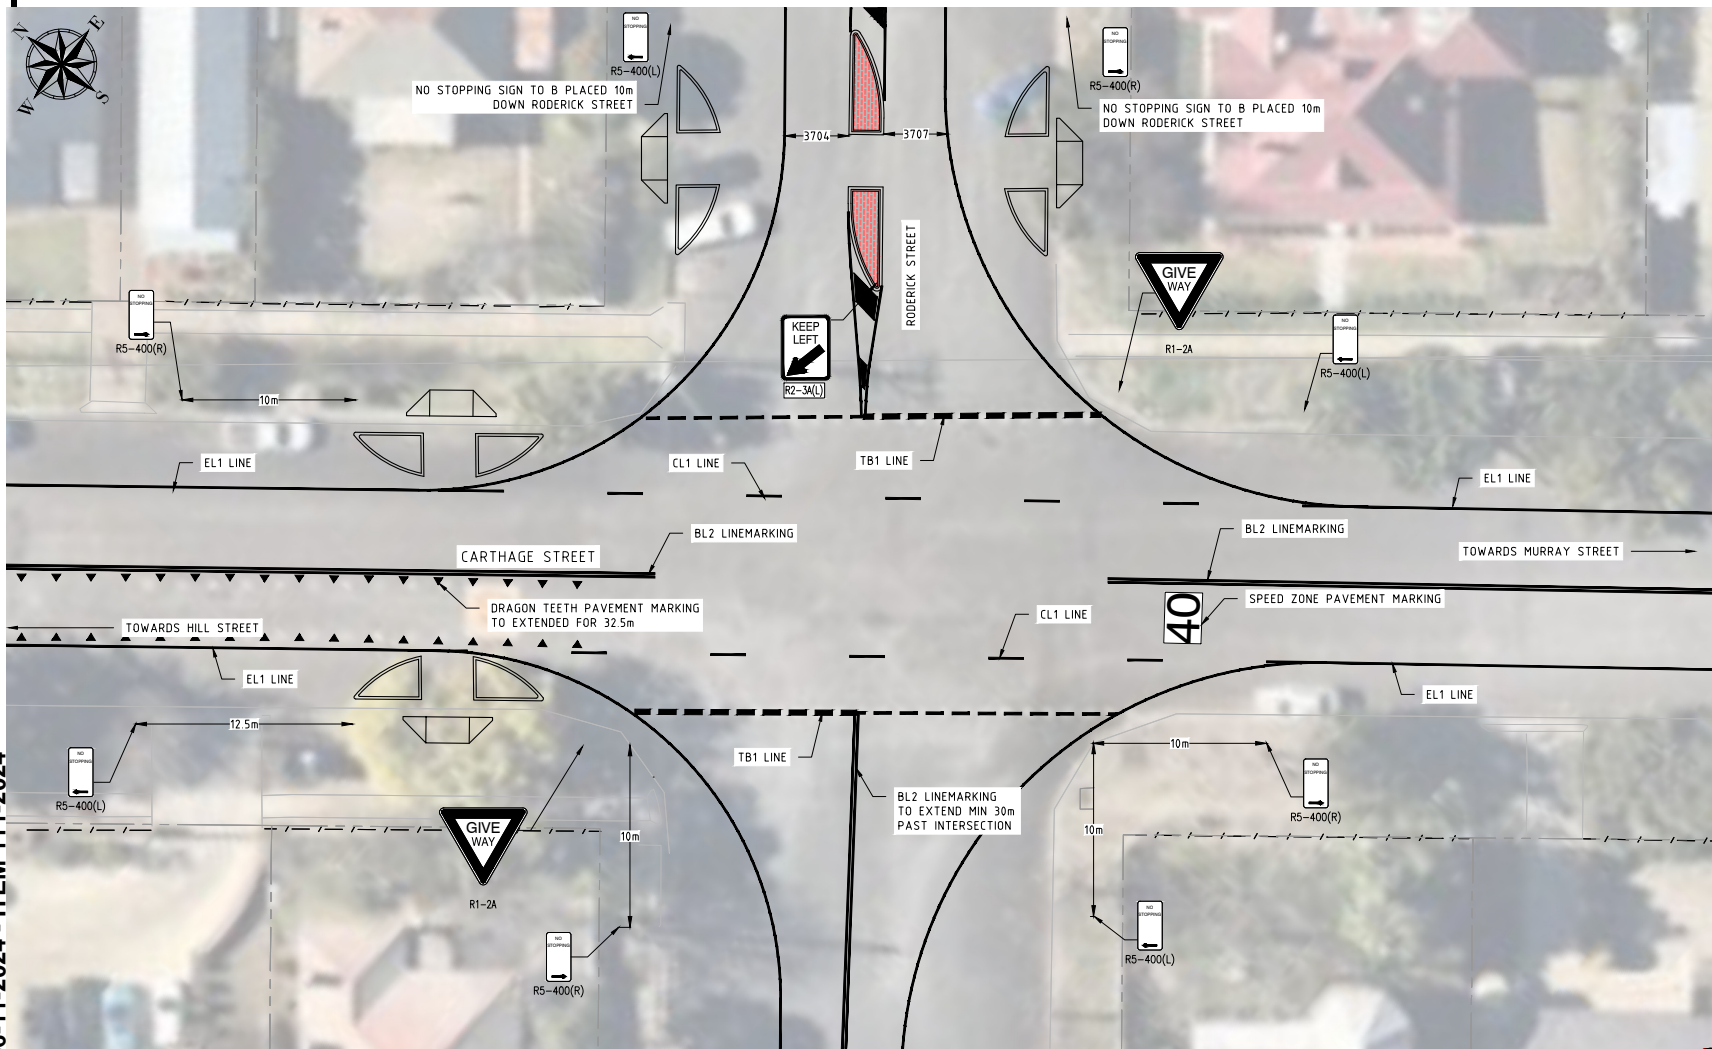 N
E
W
S
NO
STOPPING
R5-400(L)
NO STOPPING SIGN TO B PLACED 10m
DOWN RODERICK STREET
NO
STOPPING
R5-400(R)
NO STOPPING SIGN TO B PLACED 10m
DOWN RODERICK STREET
3704
3707
RODERICK STREET
GIVE
WAY
R1-2A
NO
STOPPING
R5-400(R)
NO
STOPPING
R5-400(L)
KEEP
LEFT
R2-3A(L)
10m
EL1 LINE
CL1 LINE
TB1 LINE
EL1 LINE
BL2 LINEMARKING
BL2 LINEMARKING
CARTHAGE STREET
TOWARDS MURRAY STREET
DRAGON TEETH PAVEMENT MARKING
TO EXTENDED FOR 32.5m
40
SPEED ZONE PAVEMENT MARKING
CL1 LINE
TOWARDS HILL STREET
EL1 LINE
EL1 LINE
12.5m
10m
TB1 LINE
NO
STOPPING
R5-400(L)
BL2 LINEMARKING
TO EXTEND MIN 30m
PAST INTERSECTION
NO
STOPPING
R5-400(R)
GIVE
WAY
R1-2A
10m
10m
NO
STOPPING
R5-400(L)
NO
STOPPING
R5-400(R)